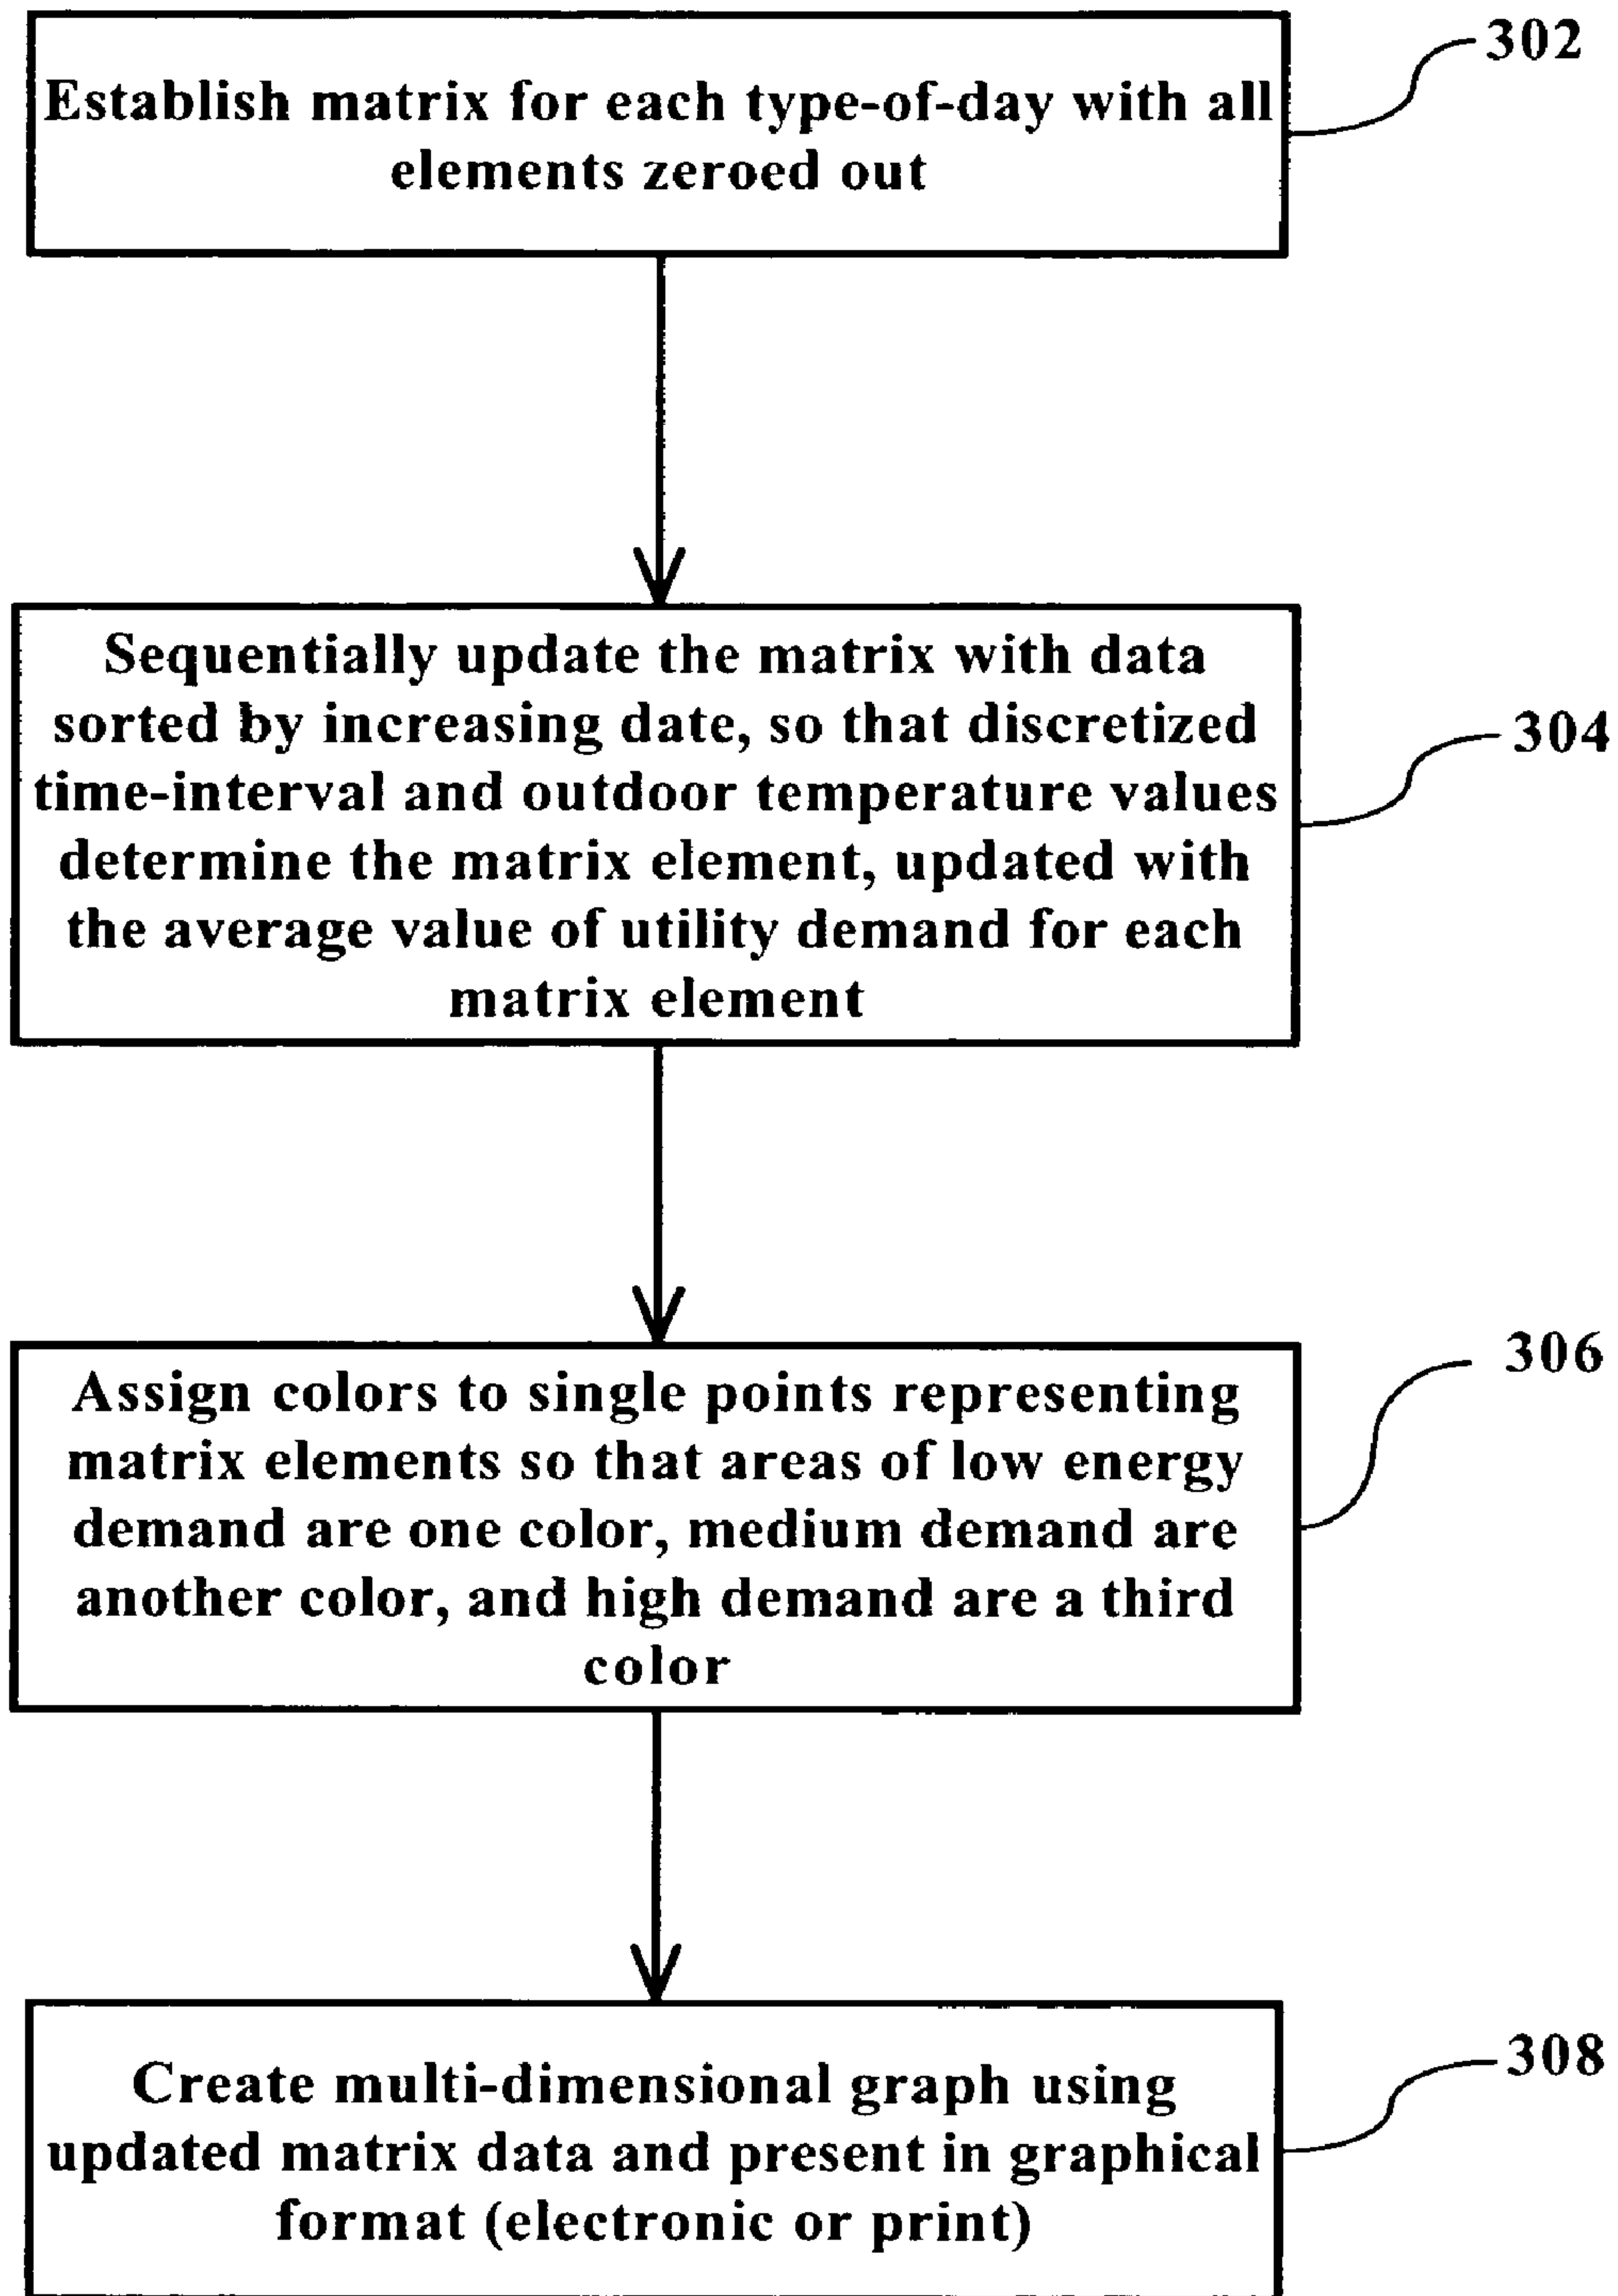 302
Establish matrix for each type-of-day with all
elements zeroed out
Sequentially update the matrix with data
sorted by increasing date, so that discretized
time-interval and outdoor temperature values
determine the matrix element, updated with
the average value of utility demand for each
matrix element
304
Assign colors to single points representing
matrix elements so that areas of low energy
demand are one color, medium demand are
another color, and high demand are a third
color
306
Create multi-dimensional graph using
updated matrix data and present in graphical
format (electronic or print)
308